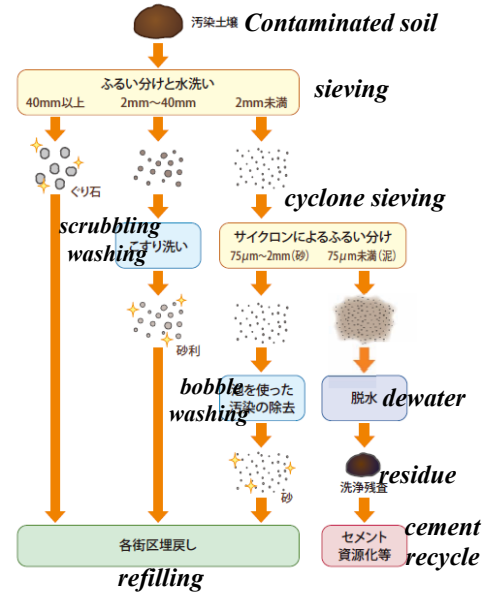 汚染土壌 Contaminated soil
ふるい分けと水洗い
40mm以上 2mm〜40mm 2mm未満
sieving
ぐり石
cyclone sieving
scrubbling
washing
こすり洗い
サイクロンによるふるい分け
75μm〜2mm（砂） 75μm未満（泥）
砂利
bobble
washing
を使った
汚染の除去
脱水
dewater
砂
residue
洗浄残査
cement
recycle
セメント
資源化等
各街区埋戻し
refilling